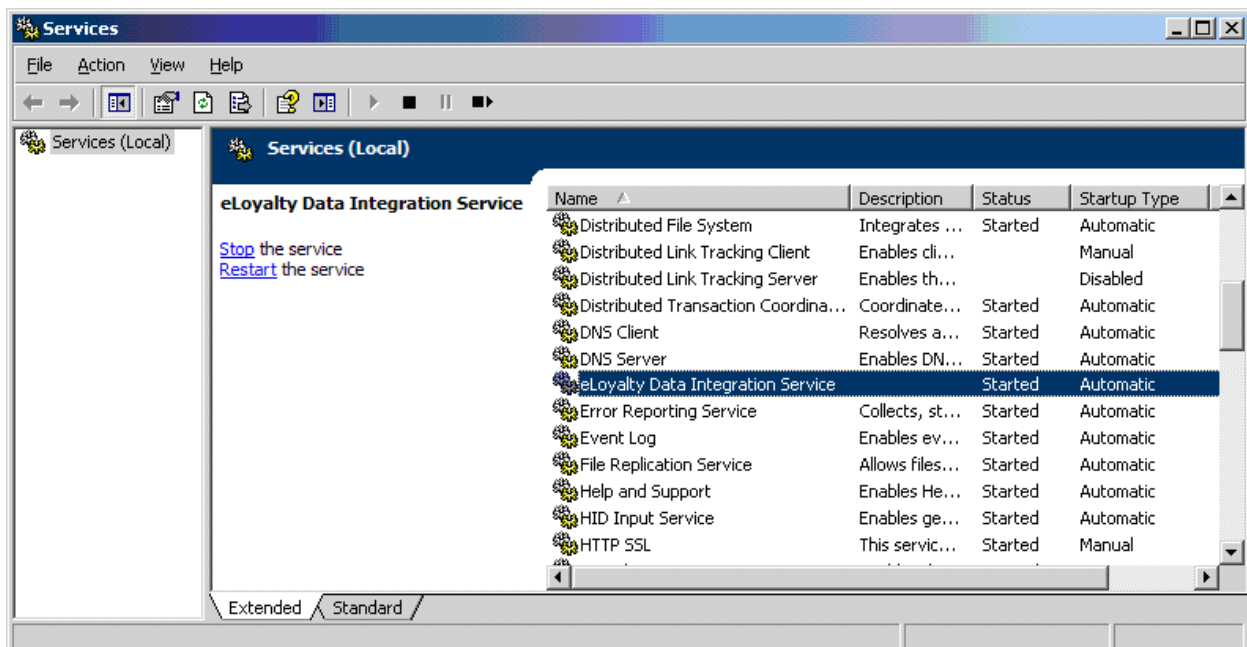 Services
File Action View Help
Services (Local)
Services (Local)
eLoyalty Data Integration Service
Stop the service
Restart the service
Name Description Status Startup Type
Distributed File System Integrates ... Started Automatic
Distributed Link Tracking Client Enables cli... Manual
Distributed Link Tracking Server Enables th... Disabled
Distributed Transaction Coordina... Coordinate... Started Automatic
DNS Client Resolves a... Started Automatic
DNS Server Enables DN... Started Automatic
eLoyalty Data Integration Service Started Automatic
Error Reporting Service Collects, st... Started Automatic
Event Log Enables ev... Started Automatic
File Replication Service Allows files... Started Automatic
Help and Support Enables He... Started Automatic
HID Input Service Enables ge... Started Automatic
HTTP SSL This servic... Started Manual
Extended Standard